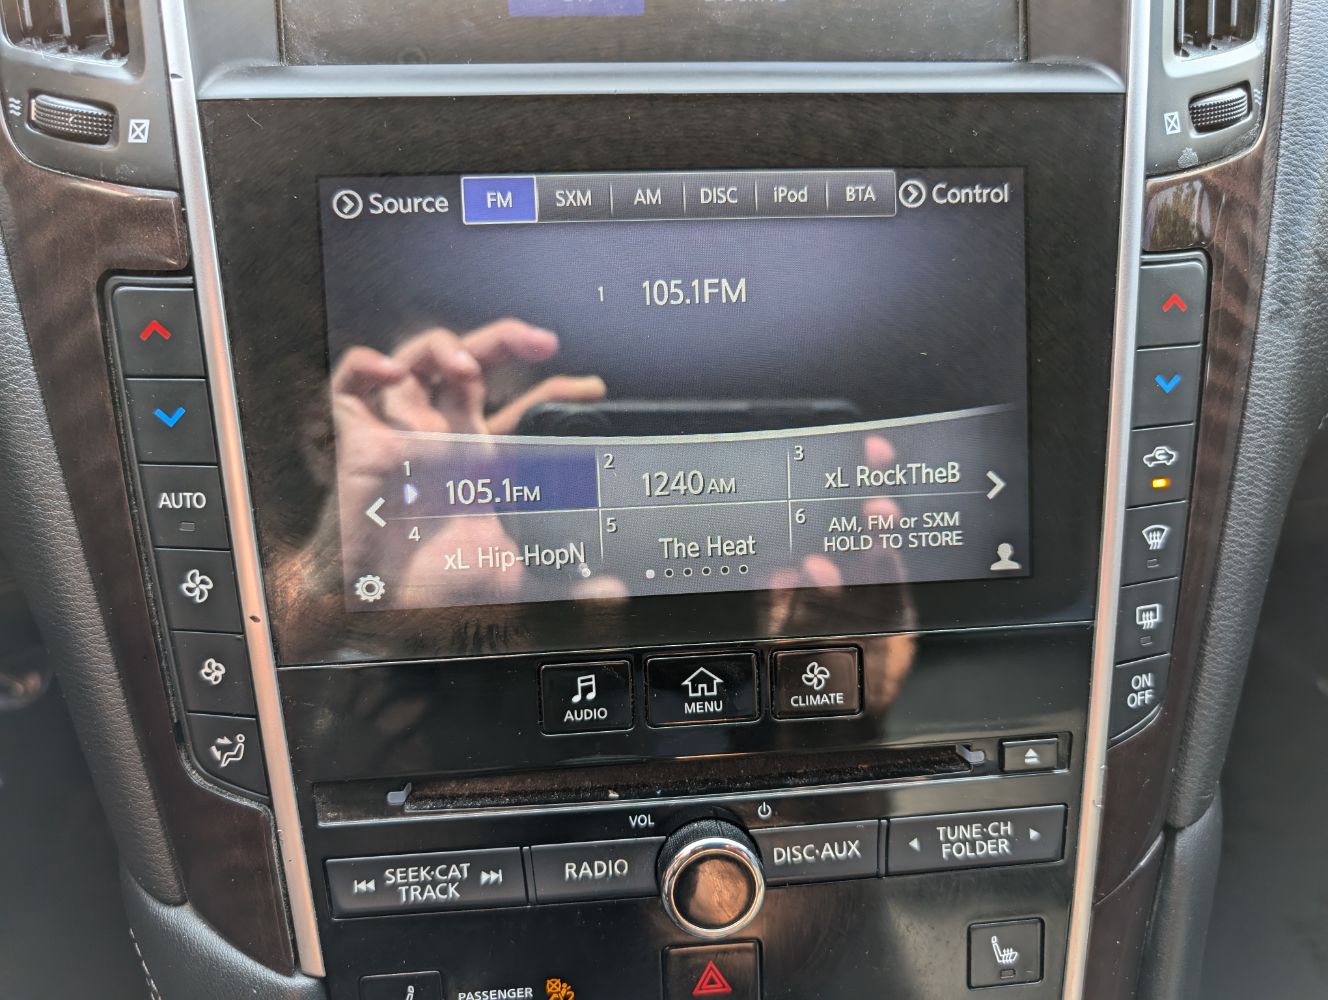 Source
FM
SXM
AM
DISC
iPod
BTA
Control
1 105.1FM
1 105.1FM
2 1240AM
3 xL RockTheB
4 xL Hip-HopN
5 The Heat
6 AM, FM or SXM
HOLD TO STORE
AUTO
ON
OFF
AUDIO
MENU
CLIMATE
VOL
SEEK·CAT
TRACK
RADIO
DISC·AUX
TUNE·CH
FOLDER
PASSENGER